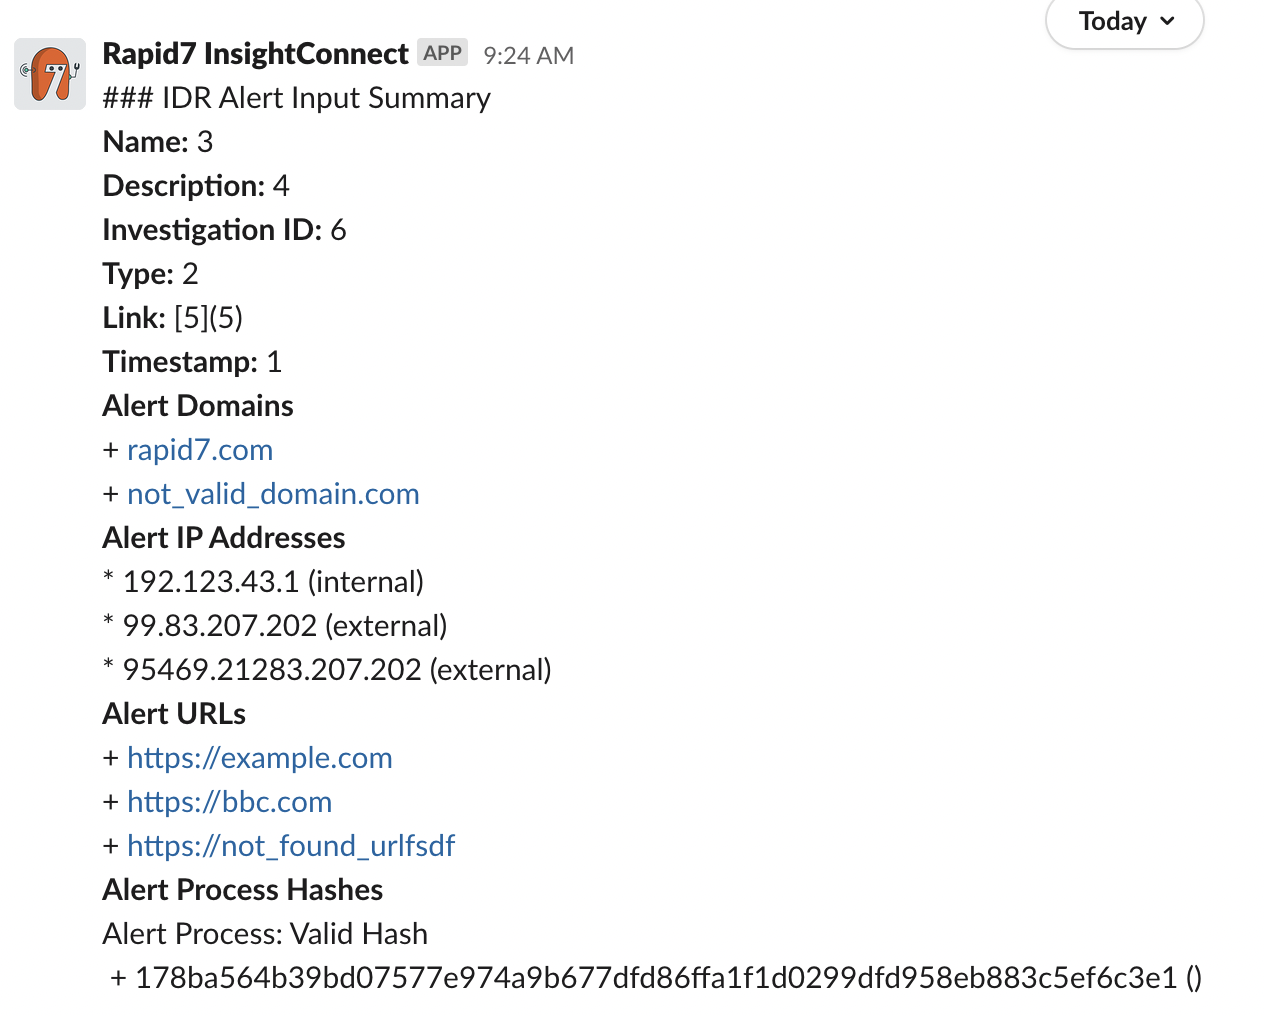 Today
Rapid7 InsightConnect APP 9:24 AM
### IDR Alert Input Summary
Name: 3
Description: 4
Investigation ID: 6
Type: 2
Link: [5](5)
Timestamp: 1
Alert Domains
+ rapid7.com
+ not_valid_domain.com
Alert IP Addresses
* 192.123.43.1 (internal)
* 99.83.207.202 (external)
* 95469.21283.207.202 (external)
Alert URLs
+ https://example.com
+ https://bbc.com
+ https://not_found_urlfsdf
Alert Process Hashes
Alert Process: Valid Hash
+ 178ba564b39bd07577e974a9b677dfd86ffa1f1d0299dfd958eb883c5ef6c3e1 ()